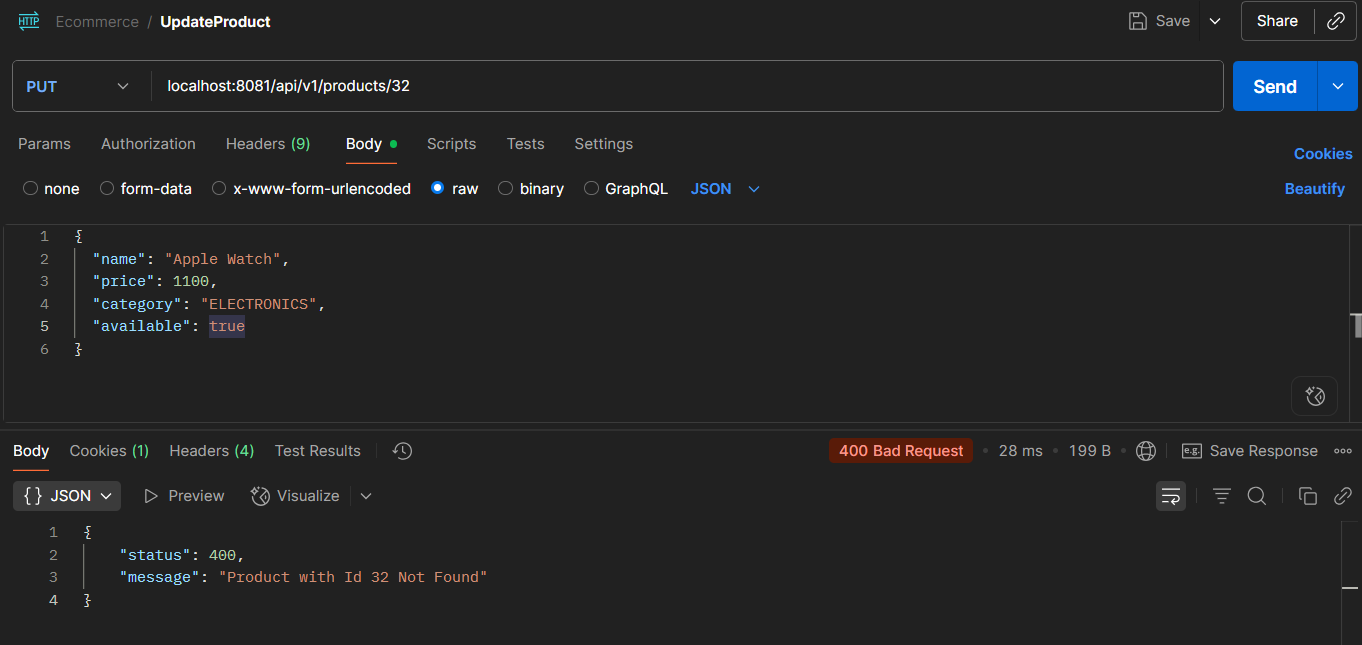 HTTP Ecommerce / UpdateProduct Save Share
PUT localhost:8081/api/v1/products/32 Send
Params Authorization Headers (9) Body Scripts Tests Settings
Cookies
none form-data x-www-form-urlencoded raw binary GraphQL JSON Beautify
1 {
2 "name": "Apple Watch",
3 "price": 1100,
4 "category": "ELECTRONICS",
5 "available": true
6 }
Body Cookies (1) Headers (4) Test Results 400 Bad Request • 28 ms • 199 B • e.g. Save Response
{} JSON Preview Visualize
1 {
2 "status": 400,
3 "message": "Product with Id 32 Not Found"
4 }